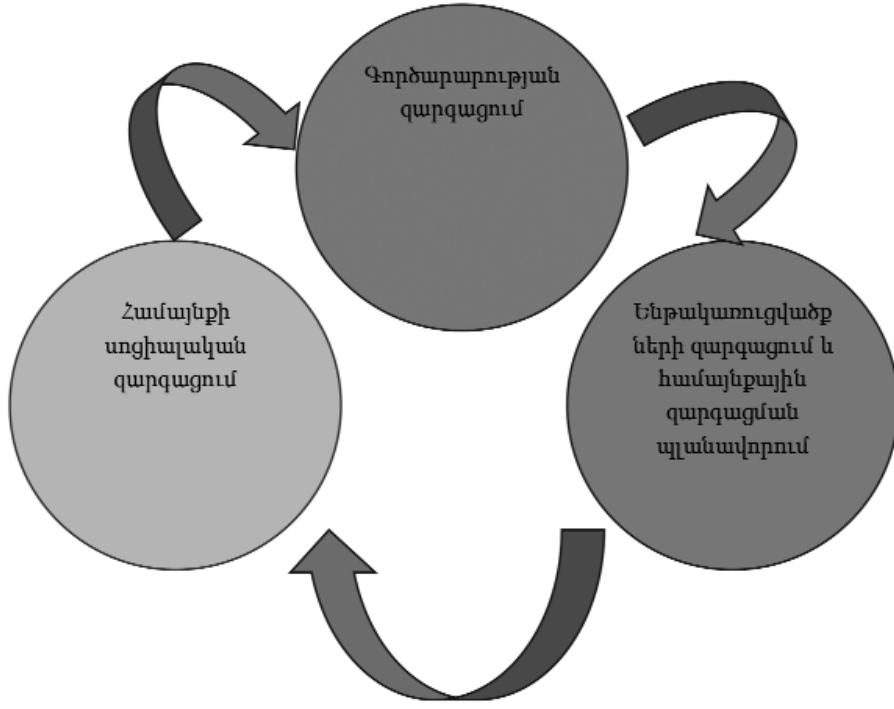 Գործարարության
զարգացում
Համայնքի
սոցիալական
զարգացում
Ենթակառուցվածք
ների զարգացում և
համայնքային
զարգացման
պլանավորում